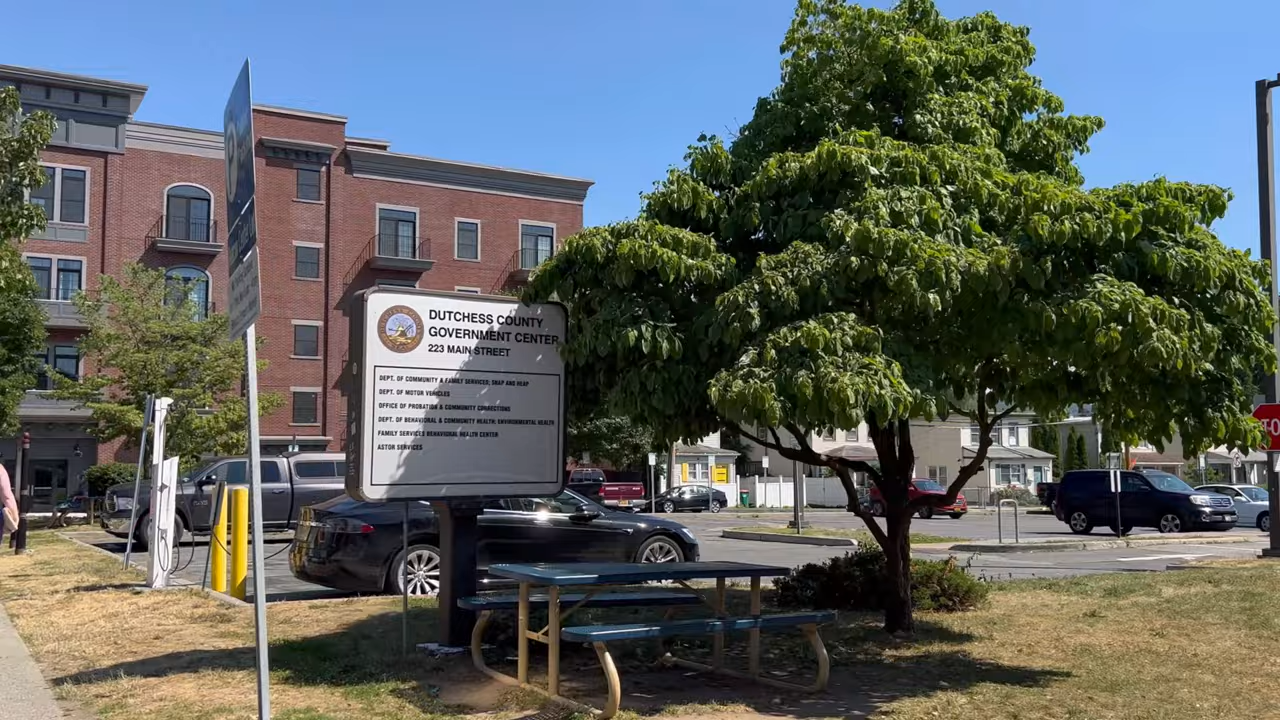 DUTCHESS COUNTY
GOVERNMENT CENTER
223 MAIN STREET
DEPT. OF COMMUNITY & FAMILY SERVICES; SNAP AND HEAP
DEPT. OF MOTOR VEHICLES
OFFICE OF PROBATION & COMMUNITY CORRECTIONS
DEPT. OF BEHAVIORAL & COMMUNITY HEALTH; ENVIRONMENTAL HEALTH
FAMILY SERVICES BEHAVIORAL HEALTH CENTER
ASTOR SERVICES
P